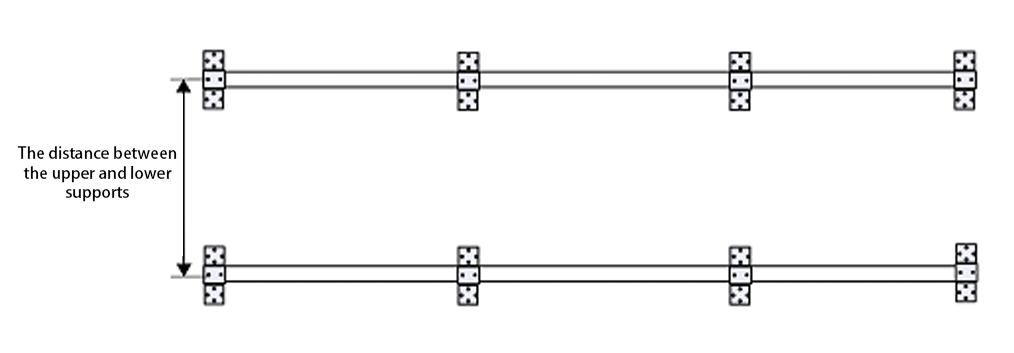 The distance between
the upper and lower
supports